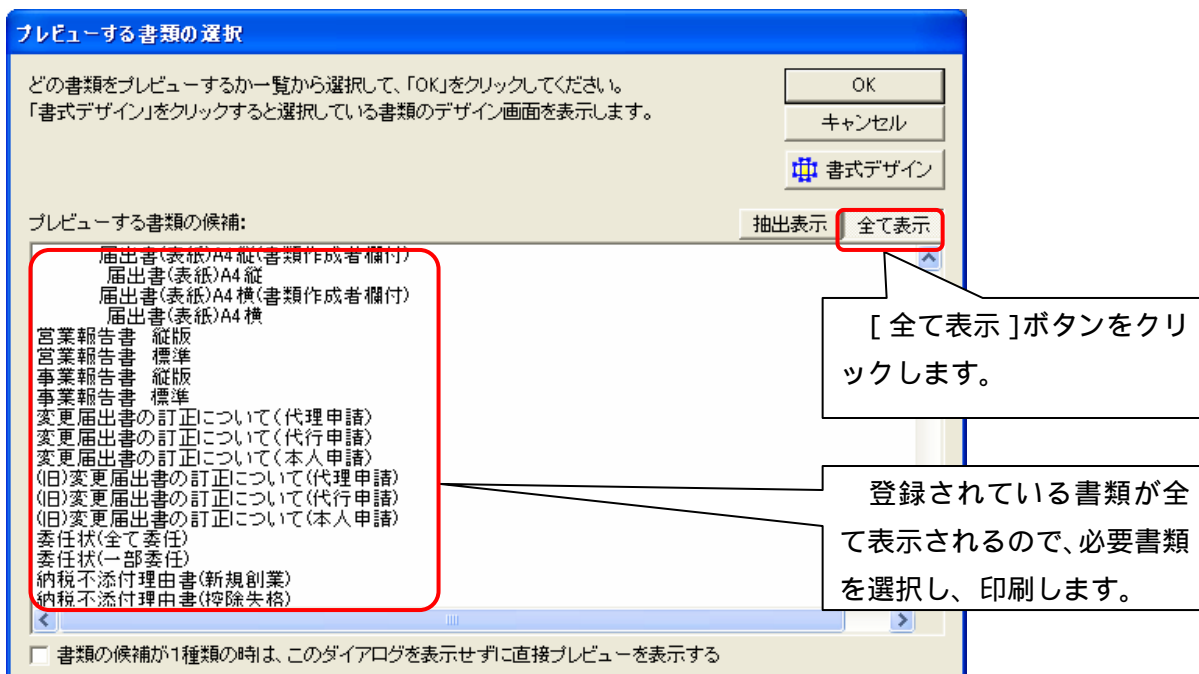 プレビューする書類の選択
どの書類をプレビューするか一覧から選択して、「OK」をクリックしてください。
「書式デザイン」をクリックすると選択している書類のデザイン画面を表示します。
OK
キャンセル
書式デザイン
プレビューする書類の候補:
抽出表示
全て表示
届出書(表紙)A4縦(書類作成者欄付)
届出書(表紙)A4縦
届出書(表紙)A4横(書類作成者欄付)
届出書(表紙)A4横
営業報告書 縦版
営業報告書 標準
事業報告書 縦版
事業報告書 標準
変更届出書の訂正について(代理申請)
変更届出書の訂正について(代行申請)
変更届出書の訂正について(本人申請)
(旧)変更届出書の訂正について(代理申請)
(旧)変更届出書の訂正について(代行申請)
(旧)変更届出書の訂正について(本人申請)
委任状(全て委任)
委任状(一部委任)
納税不添付理由書(新規創業)
納税不添付理由書(控除失格)
[全て表示]ボタンをクリ
ックします。
登録されている書類が全
て表示されるので、必要書類
を選択し、印刷します。
書類の候補が1種類の時は、このダイアログを表示せずに直接プレビューを表示する